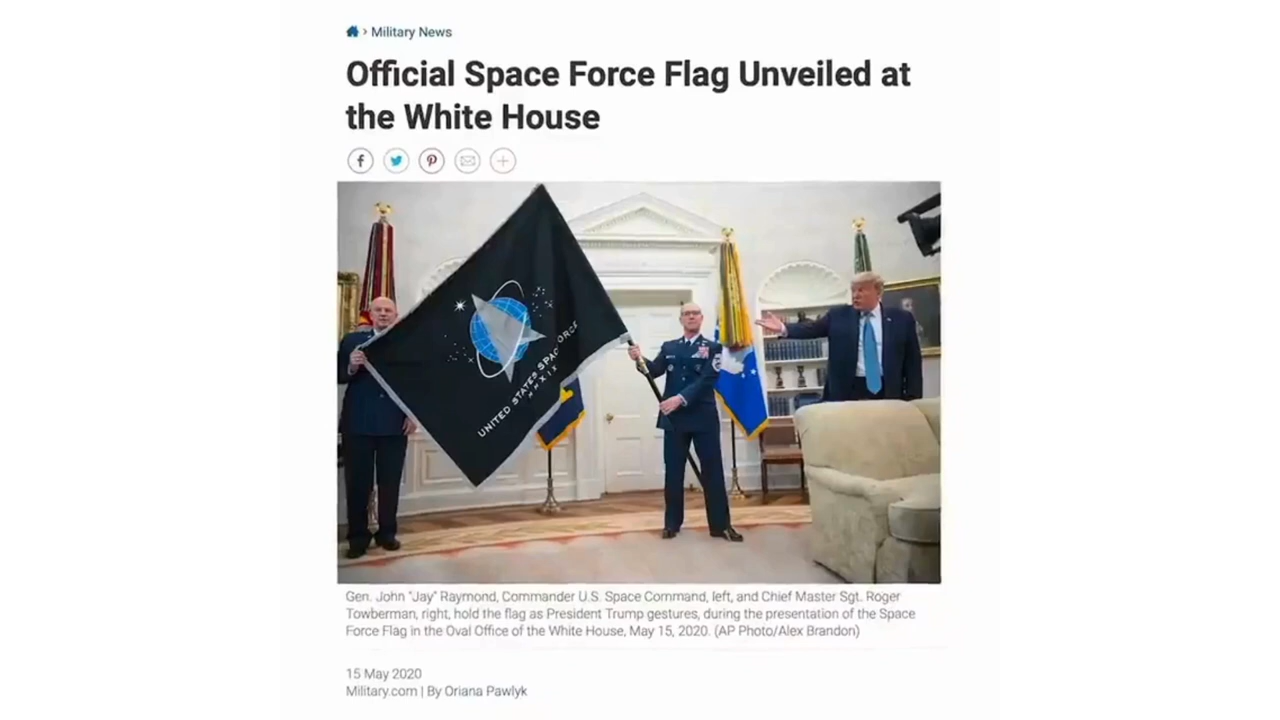 Military News
Official Space Force Flag Unveiled at
the White House
UNITED STATES SPACE FORCE
MMXIX
Gen. John "Jay" Raymond, Commander U.S. Space Command, left, and Chief Master Sgt. Roger
Towberman, right, hold the flag as President Trump gestures, during the presentation of the Space
Force Flag in the Oval Office of the White House, May 15, 2020. (AP Photo/Alex Brandon)
15 May 2020
Military.com | By Oriana Pawlyk